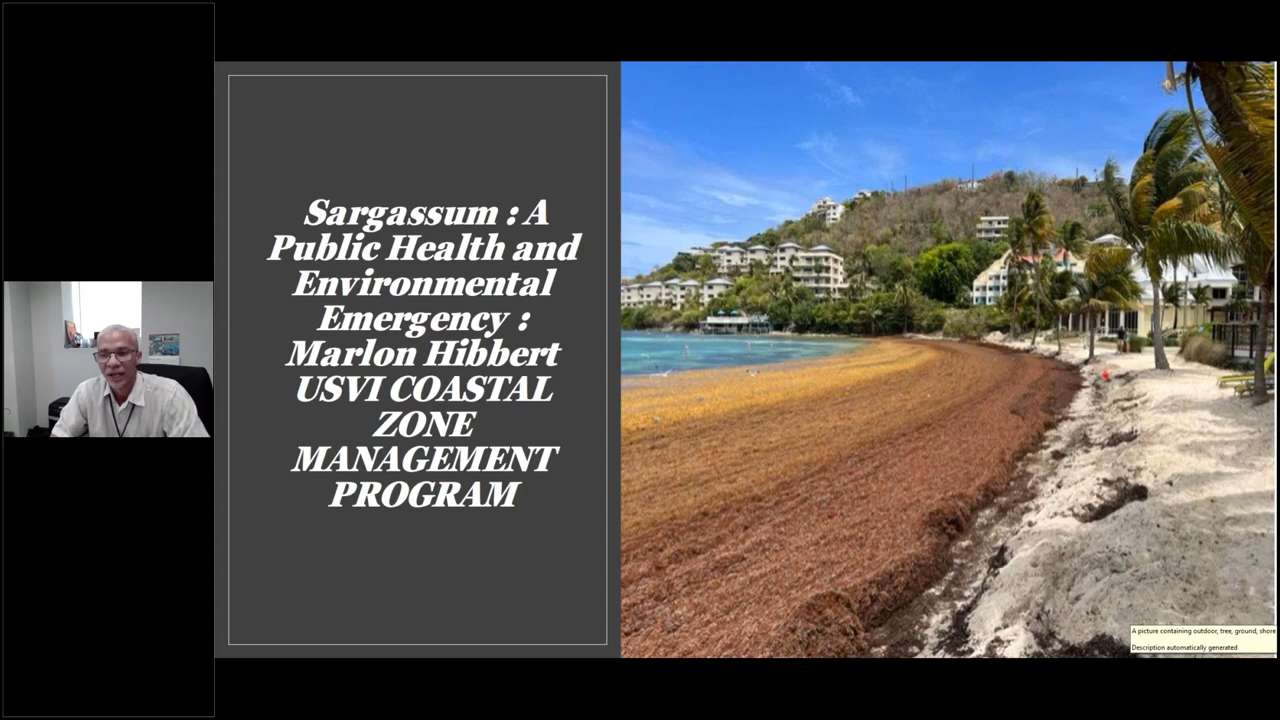 Sargassum : A
Public Health and
Environmental
Emergency :
Marlon Hibbert
USVI COASTAL
ZONE
MANAGEMENT
PROGRAM
A picture containing outdoor, tree, ground, shore
Description automatically generated